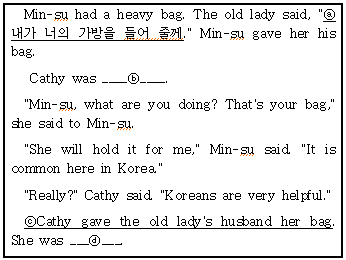 Min-su had a heavy bag. The old lady said, "ⓐ
내가 너의 가방을 들어 줄께." Min-su gave her his
bag.
Cathy was ___ⓑ___.
"Min-su, what are you doing? That's your bag,"
she said to Min-su.
"She will hold it for me," Min-su said. "It is
common here in Korea."
"Really?" Cathy said. "Koreans are very helpful."
ⓒCathy gave the old lady's husband her bag.
She was ___ⓓ___.